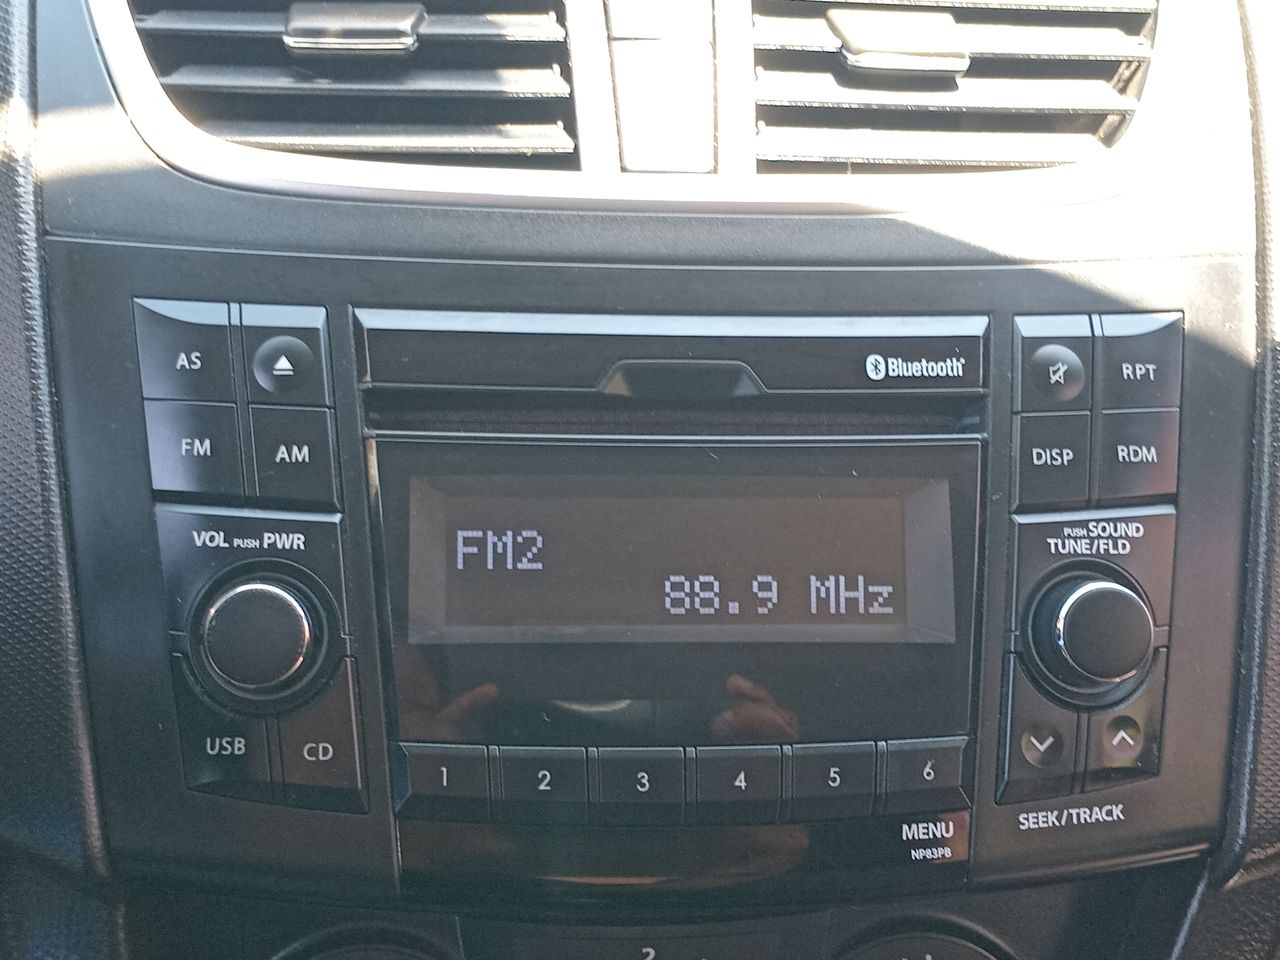 AS
Bluetooth
RPT
FM
AM
DISP
RDM
VOL PUSH PWR
PUSH SOUND
TUNE/FLD
FM2
88.9 MHz
USB
CD
1
2
3
4
5
6
MENU
NP83PB
SEEK/TRACK
2